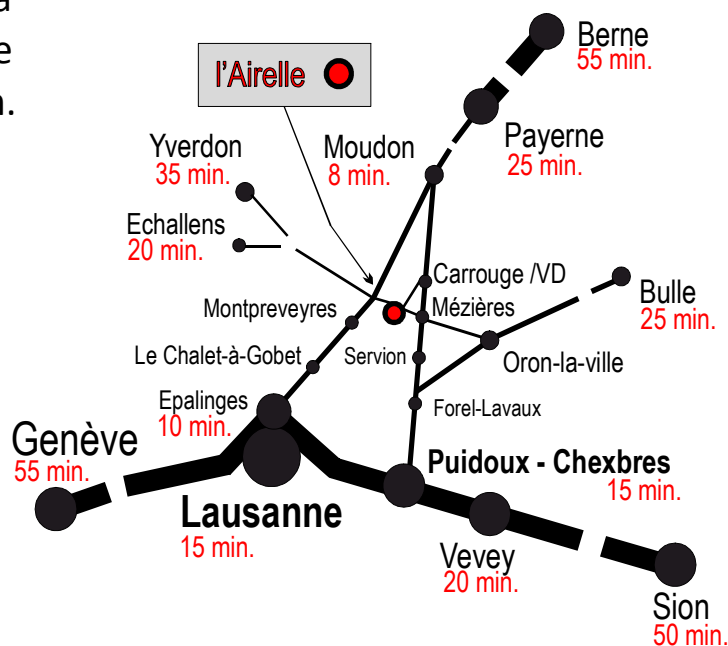 a
e
n.
l'Airelle
Berne
55 min.
Payerne
25 min.
Moudon
8 min.
Yverdon
35 min.
Echallens
20 min.
Carrouge /VD
Bulle
25 min.
Montpreveyres
Mézières
Le Chalet-à-Gobet
Servion
Oron-la-ville
Epalinges
10 min.
Forel-Lavaux
Genève
55 min.
Puidoux - Chexbres
15 min.
Lausanne
15 min.
Vevey
20 min.
Sion
50 min.